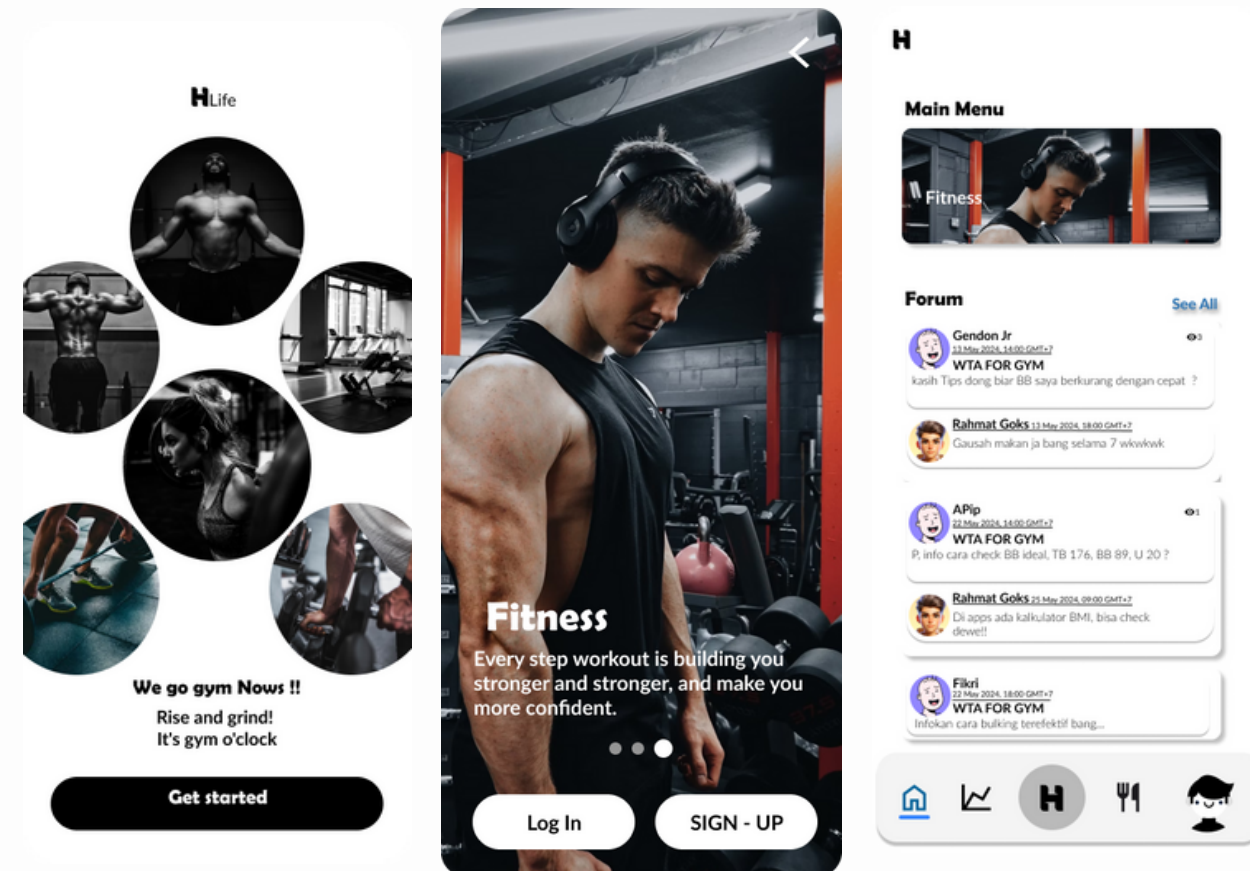 HLife
We go gym Nows !!
Rise and grind!
It's gym o'clock
Get started
Fitness
Every step workout is building you
stronger and stronger, and make you
more confident.
Log In
SIGN - UP
H
Main Menu
Fitness
Forum
See All
Gendon Jr
3
13 May 2024, 14:00 GMT+7
WTA FOR GYM
kasih Tips dong biar BB saya berkurang dengan cepat ?
Rahmat Goks 13 May 2024, 18:00 GMT+7
Gausah makan ja bang selama 7 wkwkwk
APip
1
22 May 2024, 14:00 GMT+7
WTA FOR GYM
P, info cara check BB ideal, TB 176, BB 89, U 20 ?
Rahmat Goks 25 May 2024, 09:00 GMT+7
Di apps ada kalkulator BMI, bisa check
dewe!!
Fikri
22 May 2024, 18:00 GMT+7
WTA FOR GYM
Infokan cara bulking terefektif bang...
H